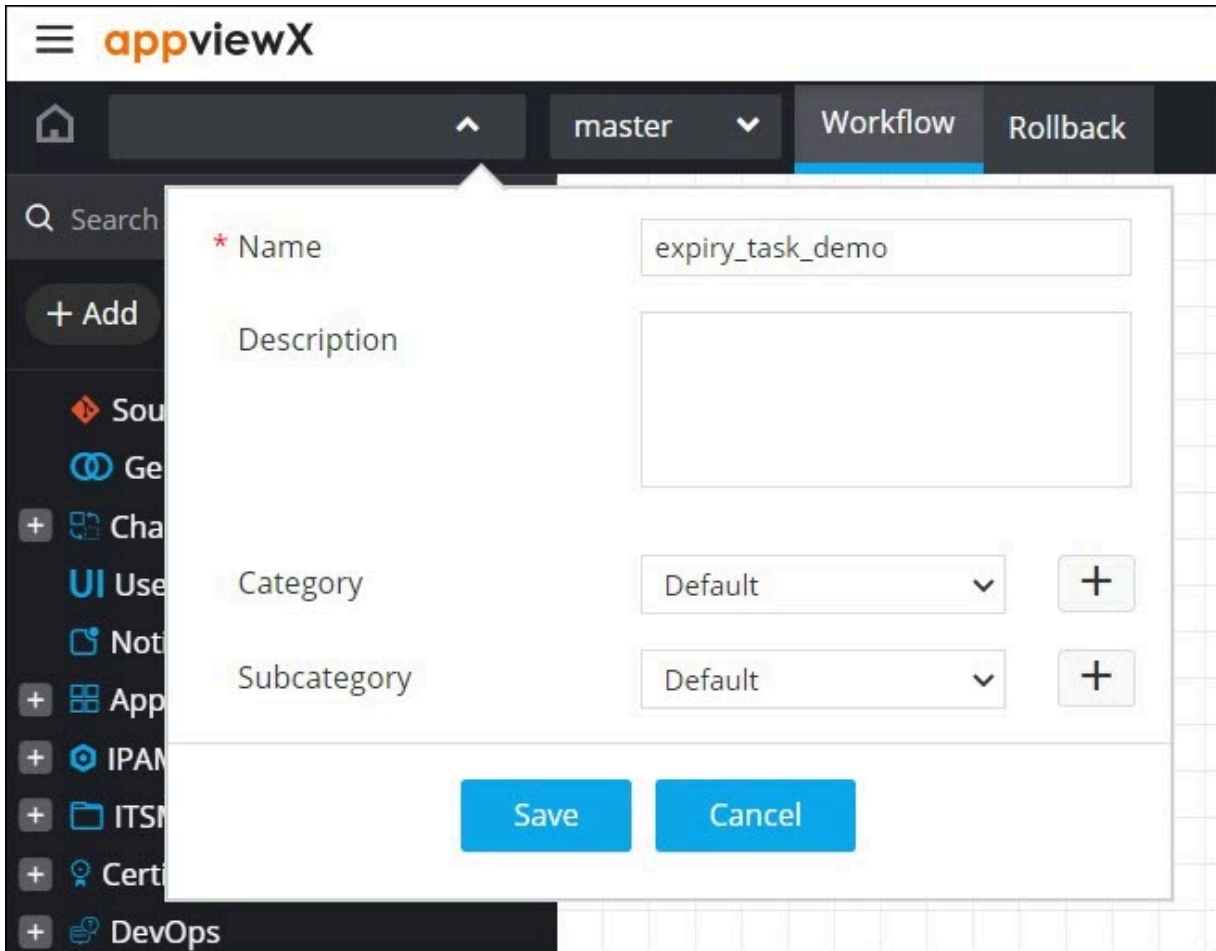 appviewX
master
Workflow
Rollback
Search
* Name
expiry_task_demo
+ Add
Description
Sou
Ge
Cha
UI Use
Category
Default
+
Noti
Subcategory
Default
+
App
IPAM
ITSM
Save
Cancel
Certi
DevOps